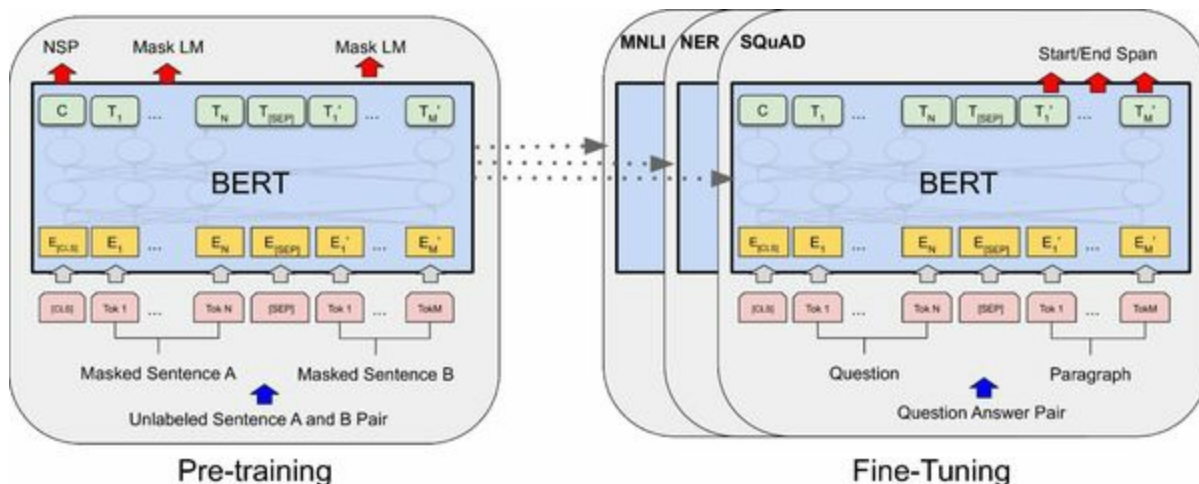 NSP Mask LM Mask LM
C T1 ... TN T[SEP] T1' ... TM'
BERT
E[CLS] E1 ... EN E[SEP] E1' ... EM'
[CLS] Tok 1 ... Tok N [SEP] Tok 1 ... TokM
Masked Sentence A Masked Sentence B
Unlabeled Sentence A and B Pair
Pre-training
MNLI NER SQuAD
Start/End Span
C T1 ... TN T[SEP] T1' ... TM'
BERT
E[CLS] E1 ... EN E[SEP] E1' ... EM'
[CLS] Tok 1 ... Tok N [SEP] Tok 1 ... TokM
Question Paragraph
Question Answer Pair
Fine-Tuning